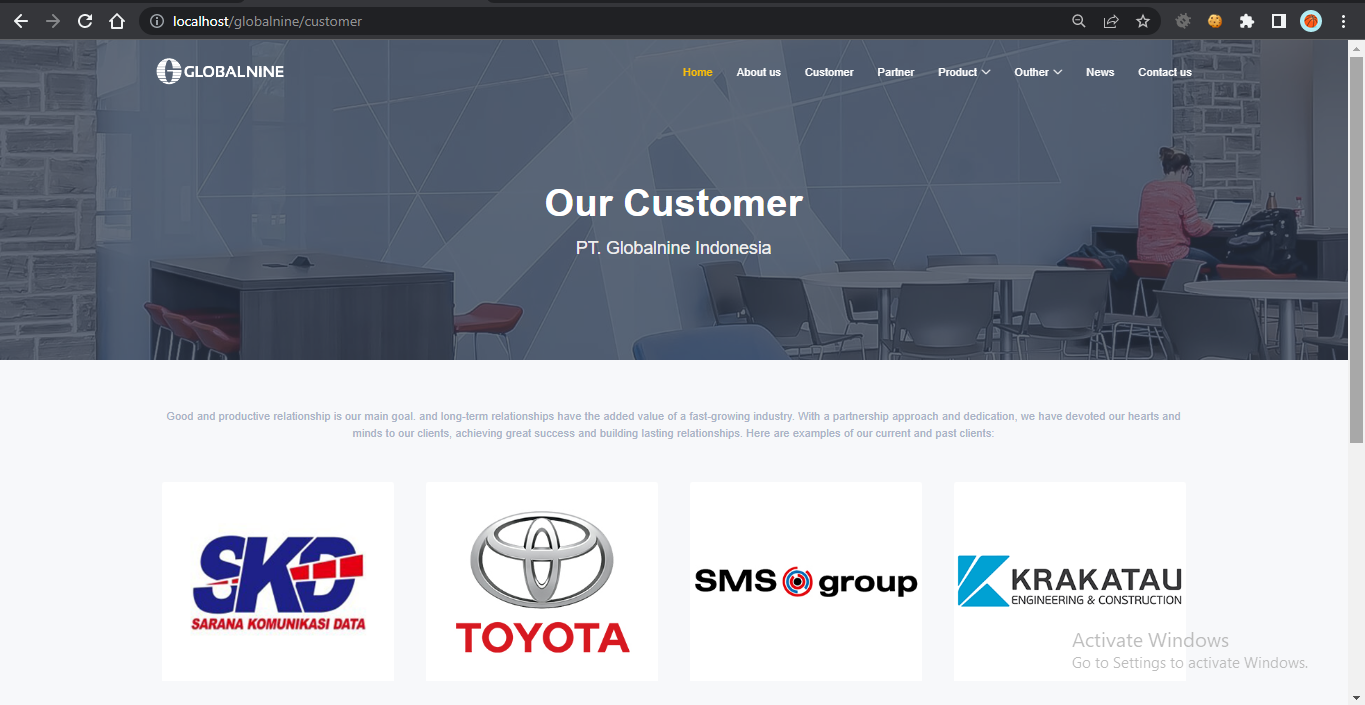 localhost/globalnine/customer
GLOBALNINE
Home About us Customer Partner Product Outher News Contact us
Our Customer
PT. Globalnine Indonesia
Good and productive relationship is our main goal. and long-term relationships have the added value of a fast-growing industry. With a partnership approach and dedication, we have devoted our hearts and
minds to our clients, achieving great success and building lasting relationships. Here are examples of our current and past clients:
SKD
SARANA KOMUNIKASI DATA
TOYOTA
SMS group
KRAKATAU
ENGINEERING & CONSTRUCTION
Activate Windows
Go to Settings to activate Windows.